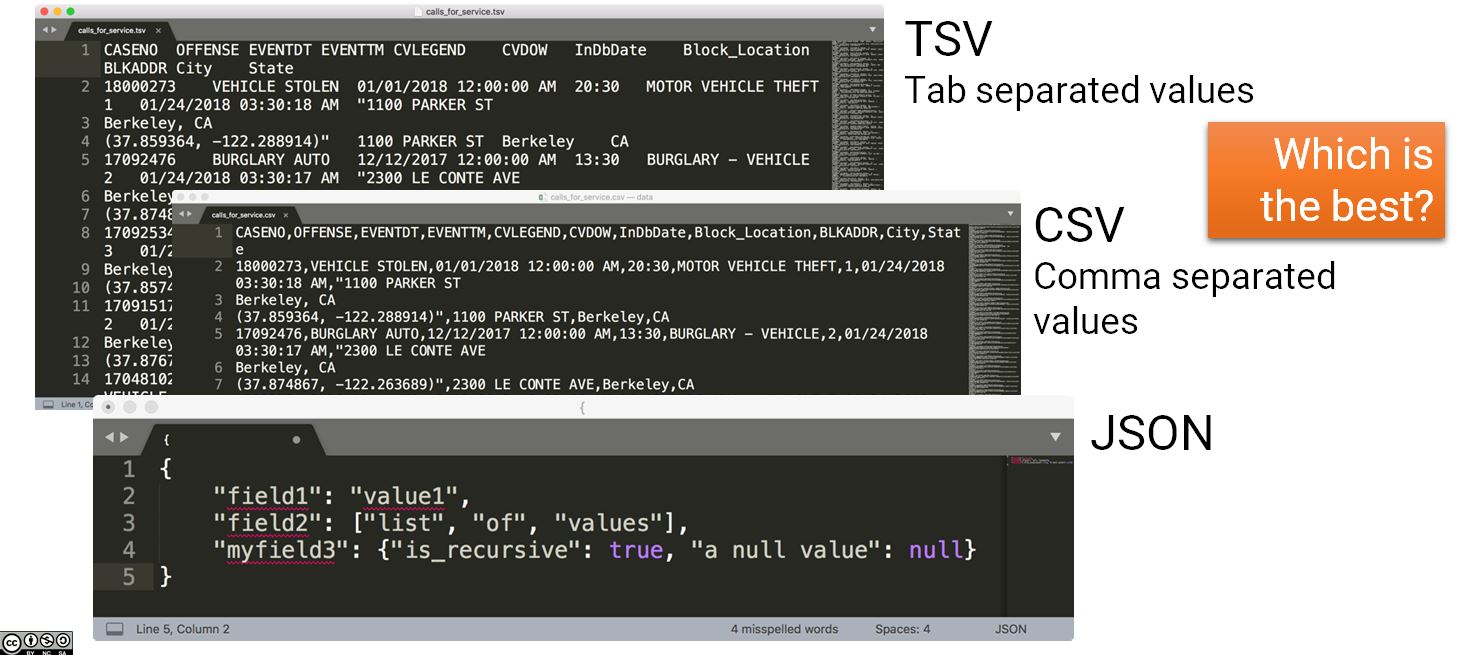 calls_for_service.tsv
calls_for_service.tsv ×
1 CASENO OFFENSE EVENTDT EVENTTM CVLEGEND CVDOW InDbDate Block_Location
BLKADDR City State
2 18000273 VEHICLE STOLEN 01/01/2018 12:00:00 AM 20:30 MOTOR VEHICLE THEFT
1 01/24/2018 03:30:18 AM "1100 PARKER ST
3 Berkeley, CA
4 (37.859364, -122.288914)" 1100 PARKER ST Berkeley CA
5 17092476 BURGLARY AUTO 12/12/2017 12:00:00 AM 13:30 BURGLARY - VEHICLE
2 01/24/2018 03:30:17 AM "2300 LE CONTE AVE
6 Berkeley
7 (37.8748
8 17092534
3 01/2
9 Berkeley
10 (37.8574
11 17091517
2 01/2
12 Berkeley
13 (37.8767
14 17048102
Line 1, Co
TSV
Tab separated values
Which is
the best?
calls_for_service.csv — data
calls_for_service.csv ×
1 CASENO,OFFENSE,EVENTDT,EVENTTM,CVLEGEND,CVDOW,InDbDate,Block_Location,BLKADDR,City,Stat
e
2 18000273,VEHICLE STOLEN,01/01/2018 12:00:00 AM,20:30,MOTOR VEHICLE THEFT,1,01/24/2018
03:30:18 AM,"1100 PARKER ST
3 Berkeley, CA
4 (37.859364, -122.288914)",1100 PARKER ST,Berkeley,CA
5 17092476,BURGLARY AUTO,12/12/2017 12:00:00 AM,13:30,BURGLARY - VEHICLE,2,01/24/2018
03:30:17 AM,"2300 LE CONTE AVE
6 Berkeley, CA
7 (37.874867, -122.263689)",2300 LE CONTE AVE,Berkeley,CA
CSV
Comma separated
values
{
{
1 {
2 "field1": "value1",
3 "field2": ["list", "of", "values"],
4 "myfield3": {"is_recursive": true, "a null value": null}
5 }
Line 5, Column 2
4 misspelled words
Spaces: 4
JSON
JSON
cc
BY NC SA